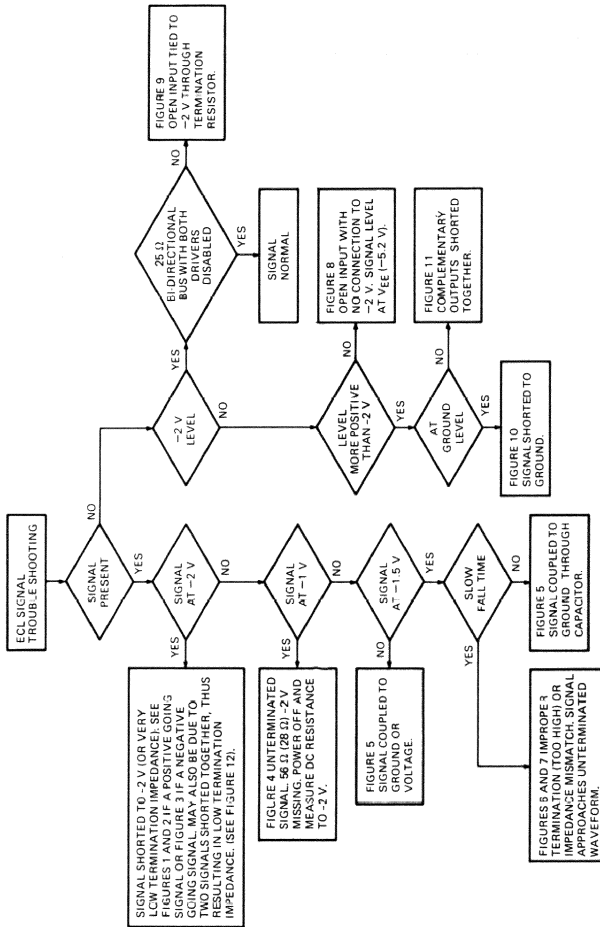 ECL SIGNAL
TROUBLE SHOOTING
SIGNAL
PRESENT
NO
YES
SIGNAL
AT -2 V
YES
NO
SIGNAL SHORTED TO -2 V (OR VERY
LOW TERMINATION IMPEDANCE). SEE
FIGURES 1 AND 2 IF A POSITIVE GOING
SIGNAL OR FIGURE 3 IF A NEGATIVE
GOING SIGNAL. MAY ALSO BE DUE TO
TWO SIGNALS SHORTED TOGETHER, THUS
RESULTING IN LOW TERMINATION
IMPEDANCE. (SEE FIGURE 12).
SIGNAL
AT -1 V
YES
NO
FIGURE 4 UNTERMINATED
SIGNAL. 56 Ω (28 Ω) -2 V
MISSING. POWER OFF AND
MEASURE DC RESISTANCE
TO -2 V.
SIGNAL
AT -1.5 V
NO
YES
FIGURE 5
SIGNAL COUPLED TO
GROUND OR
VOLTAGE.
SLOW
FALL TIME
YES
NO
FIGURES 6 AND 7 IMPROPER
TERMINATION (TOO HIGH) OR
IMPEDANCE MISMATCH. SIGNAL
APPROACHES UNTERMINATED
WAVEFORM.
FIGURE 5
SIGNAL COUPLED TO
GROUND THROUGH
CAPACITOR.
-2 V
LEVEL
YES
NO
25 Ω
BI-DIRECTIONAL
BUS WITH BOTH
DRIVERS
DISABLED
NO
YES
FIGURE 9
OPEN INPUT TIED TO
-2 V THROUGH
TERMINATION
RESISTOR.
SIGNAL
NORMAL
LEVEL
MORE POSITIVE
THAN -2 V
NO
YES
FIGURE 8
OPEN INPUT WITH
NO CONNECTION TO
-2 V. SIGNAL LEVEL
AT VEE (-5.2 V).
AT
GROUND
LEVEL
NO
YES
FIGURE 11
COMPLEMENTARY
OUTPUTS SHORTED
TOGETHER.
FIGURE 10
SIGNAL SHORTED TO
GROUND.